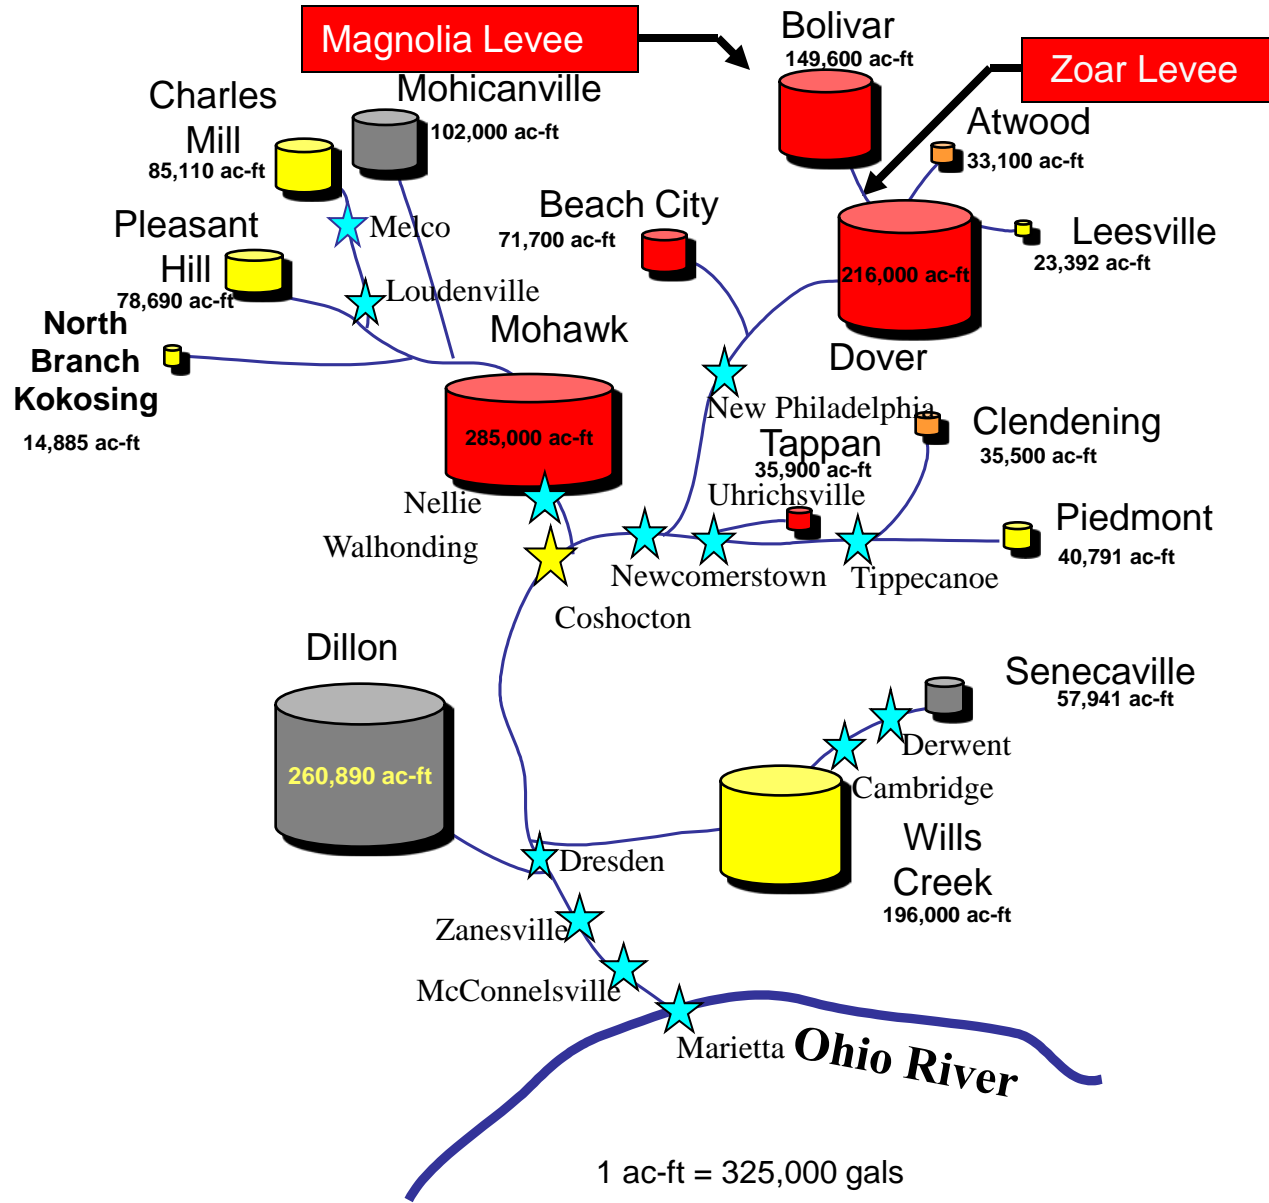 Magnolia Levee
Bolivar
149,600 ac-ft
Zoar Levee
Charles
Mill
85,110 ac-ft
Mohicanville
102,000 ac-ft
Atwood
33,100 ac-ft
Pleasant
Hill
78,690 ac-ft
Melco
Beach City
71,700 ac-ft
Leesville
23,392 ac-ft
216,000 ac-ft
Loudenville
North
Branch
Kokosing
14,885 ac-ft
Mohawk
285,000 ac-ft
Dover
New Philadelphia
Tappan
35,900 ac-ft
Clendening
35,500 ac-ft
Nellie
Uhrichsville
Piedmont
40,791 ac-ft
Walhonding
Newcomerstown
Tippecanoe
Coshocton
Dillon
260,890 ac-ft
Senecaville
57,941 ac-ft
Derwent
Cambridge
Wills
Creek
196,000 ac-ft
Dresden
Zanesville
McConnelsville
Marietta
Ohio River
1 ac-ft = 325,000 gals